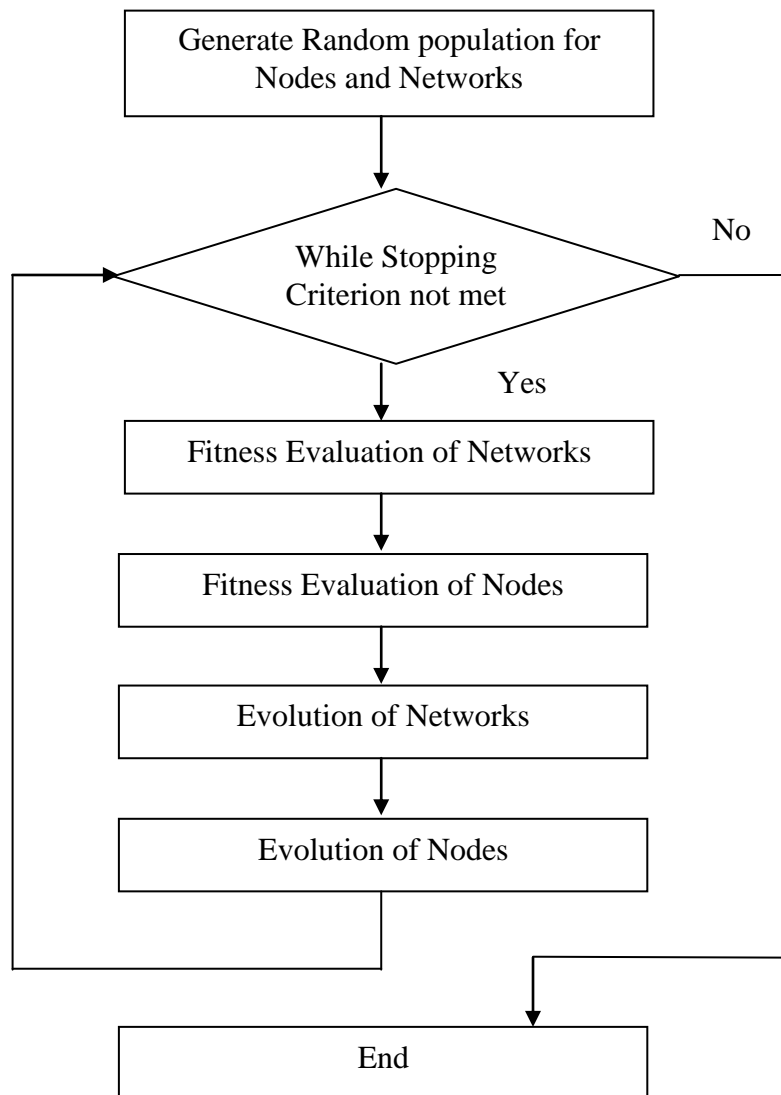 Generate Random population for
Nodes and Networks
No
While Stopping
Criterion not met
Yes
Fitness Evaluation of Networks
Fitness Evaluation of Nodes
Evolution of Networks
Evolution of Nodes
End